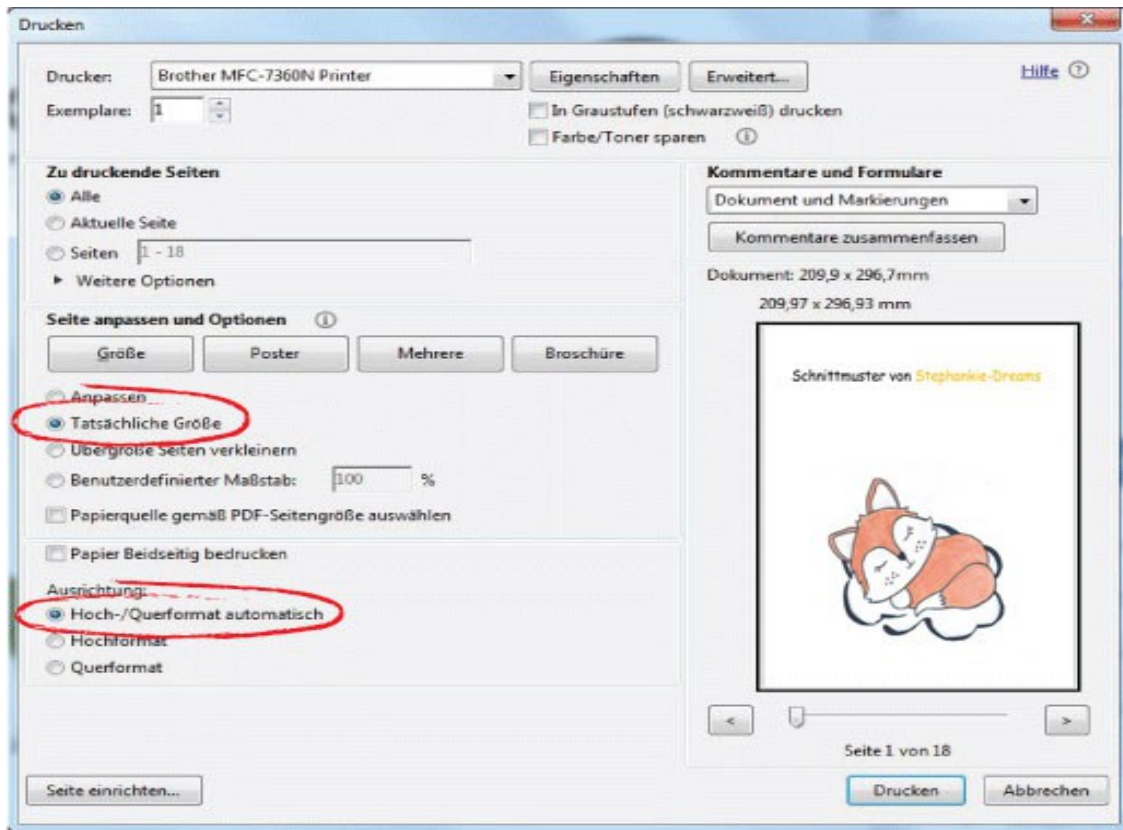 Drucken
Drucker: Brother MFC-7360N Printer Eigenschaften Erweitert... Hilfe ?
Exemplare: 1 In Graustufen (schwarzweiß) drucken
Farbe/Toner sparen i
Zu druckende Seiten
Alle
Aktuelle Seite
Seiten 1 - 18
Weitere Optionen
Seite anpassen und Optionen i
Größe Poster Mehrere Broschüre
Anpassen
Tatsächliche Größe
Übergroße Seiten verkleinern
Benutzerdefinierter Maßstab: 100 %
Papierquelle gemäß PDF-Seitengröße auswählen
Papier Beidseitig bedrucken
Ausrichtung:
Hoch-/Querformat automatisch
Hochformat
Querformat
Kommentare und Formulare
Dokument und Markierungen
Kommentare zusammenfassen
Dokument: 209,9 x 296,7mm
209,97 x 296,93 mm
Schnittmuster von Stephankie-Dreams
< >
Seite 1 von 18
Seite einrichten... Drucken Abbrechen